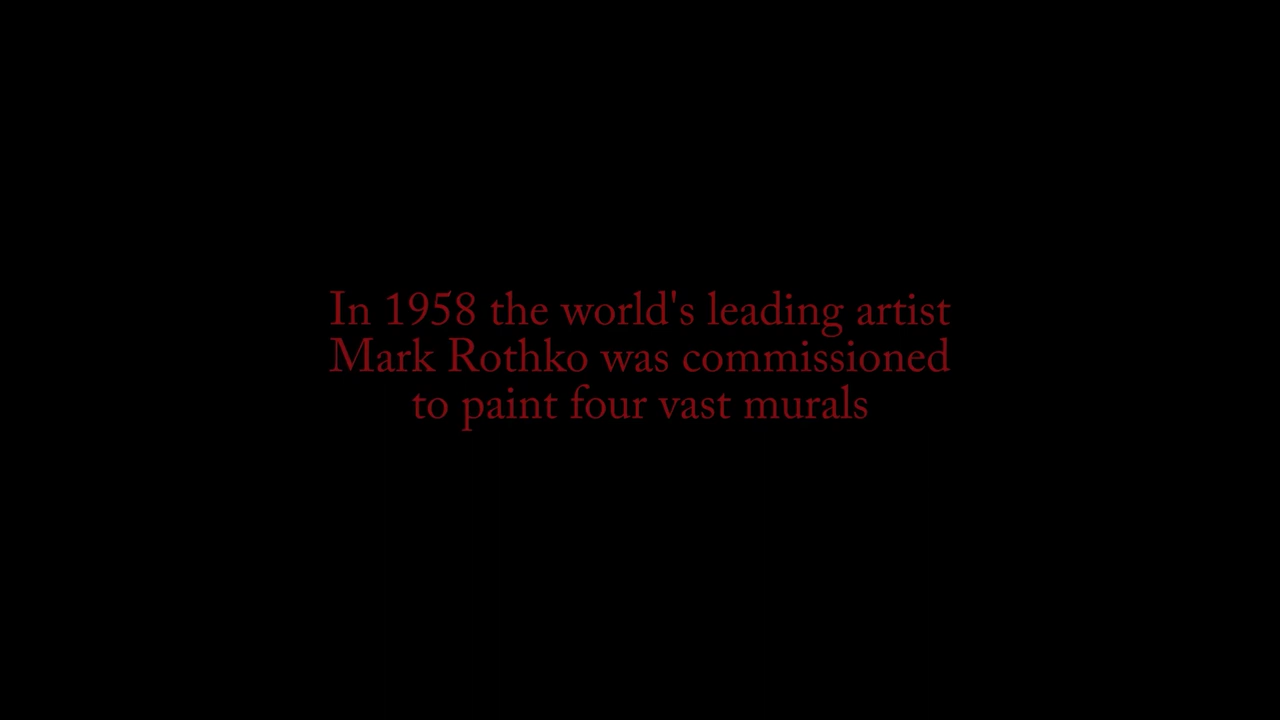 In 1958 the world's leading artist
Mark Rothko was commissioned
to paint four vast murals